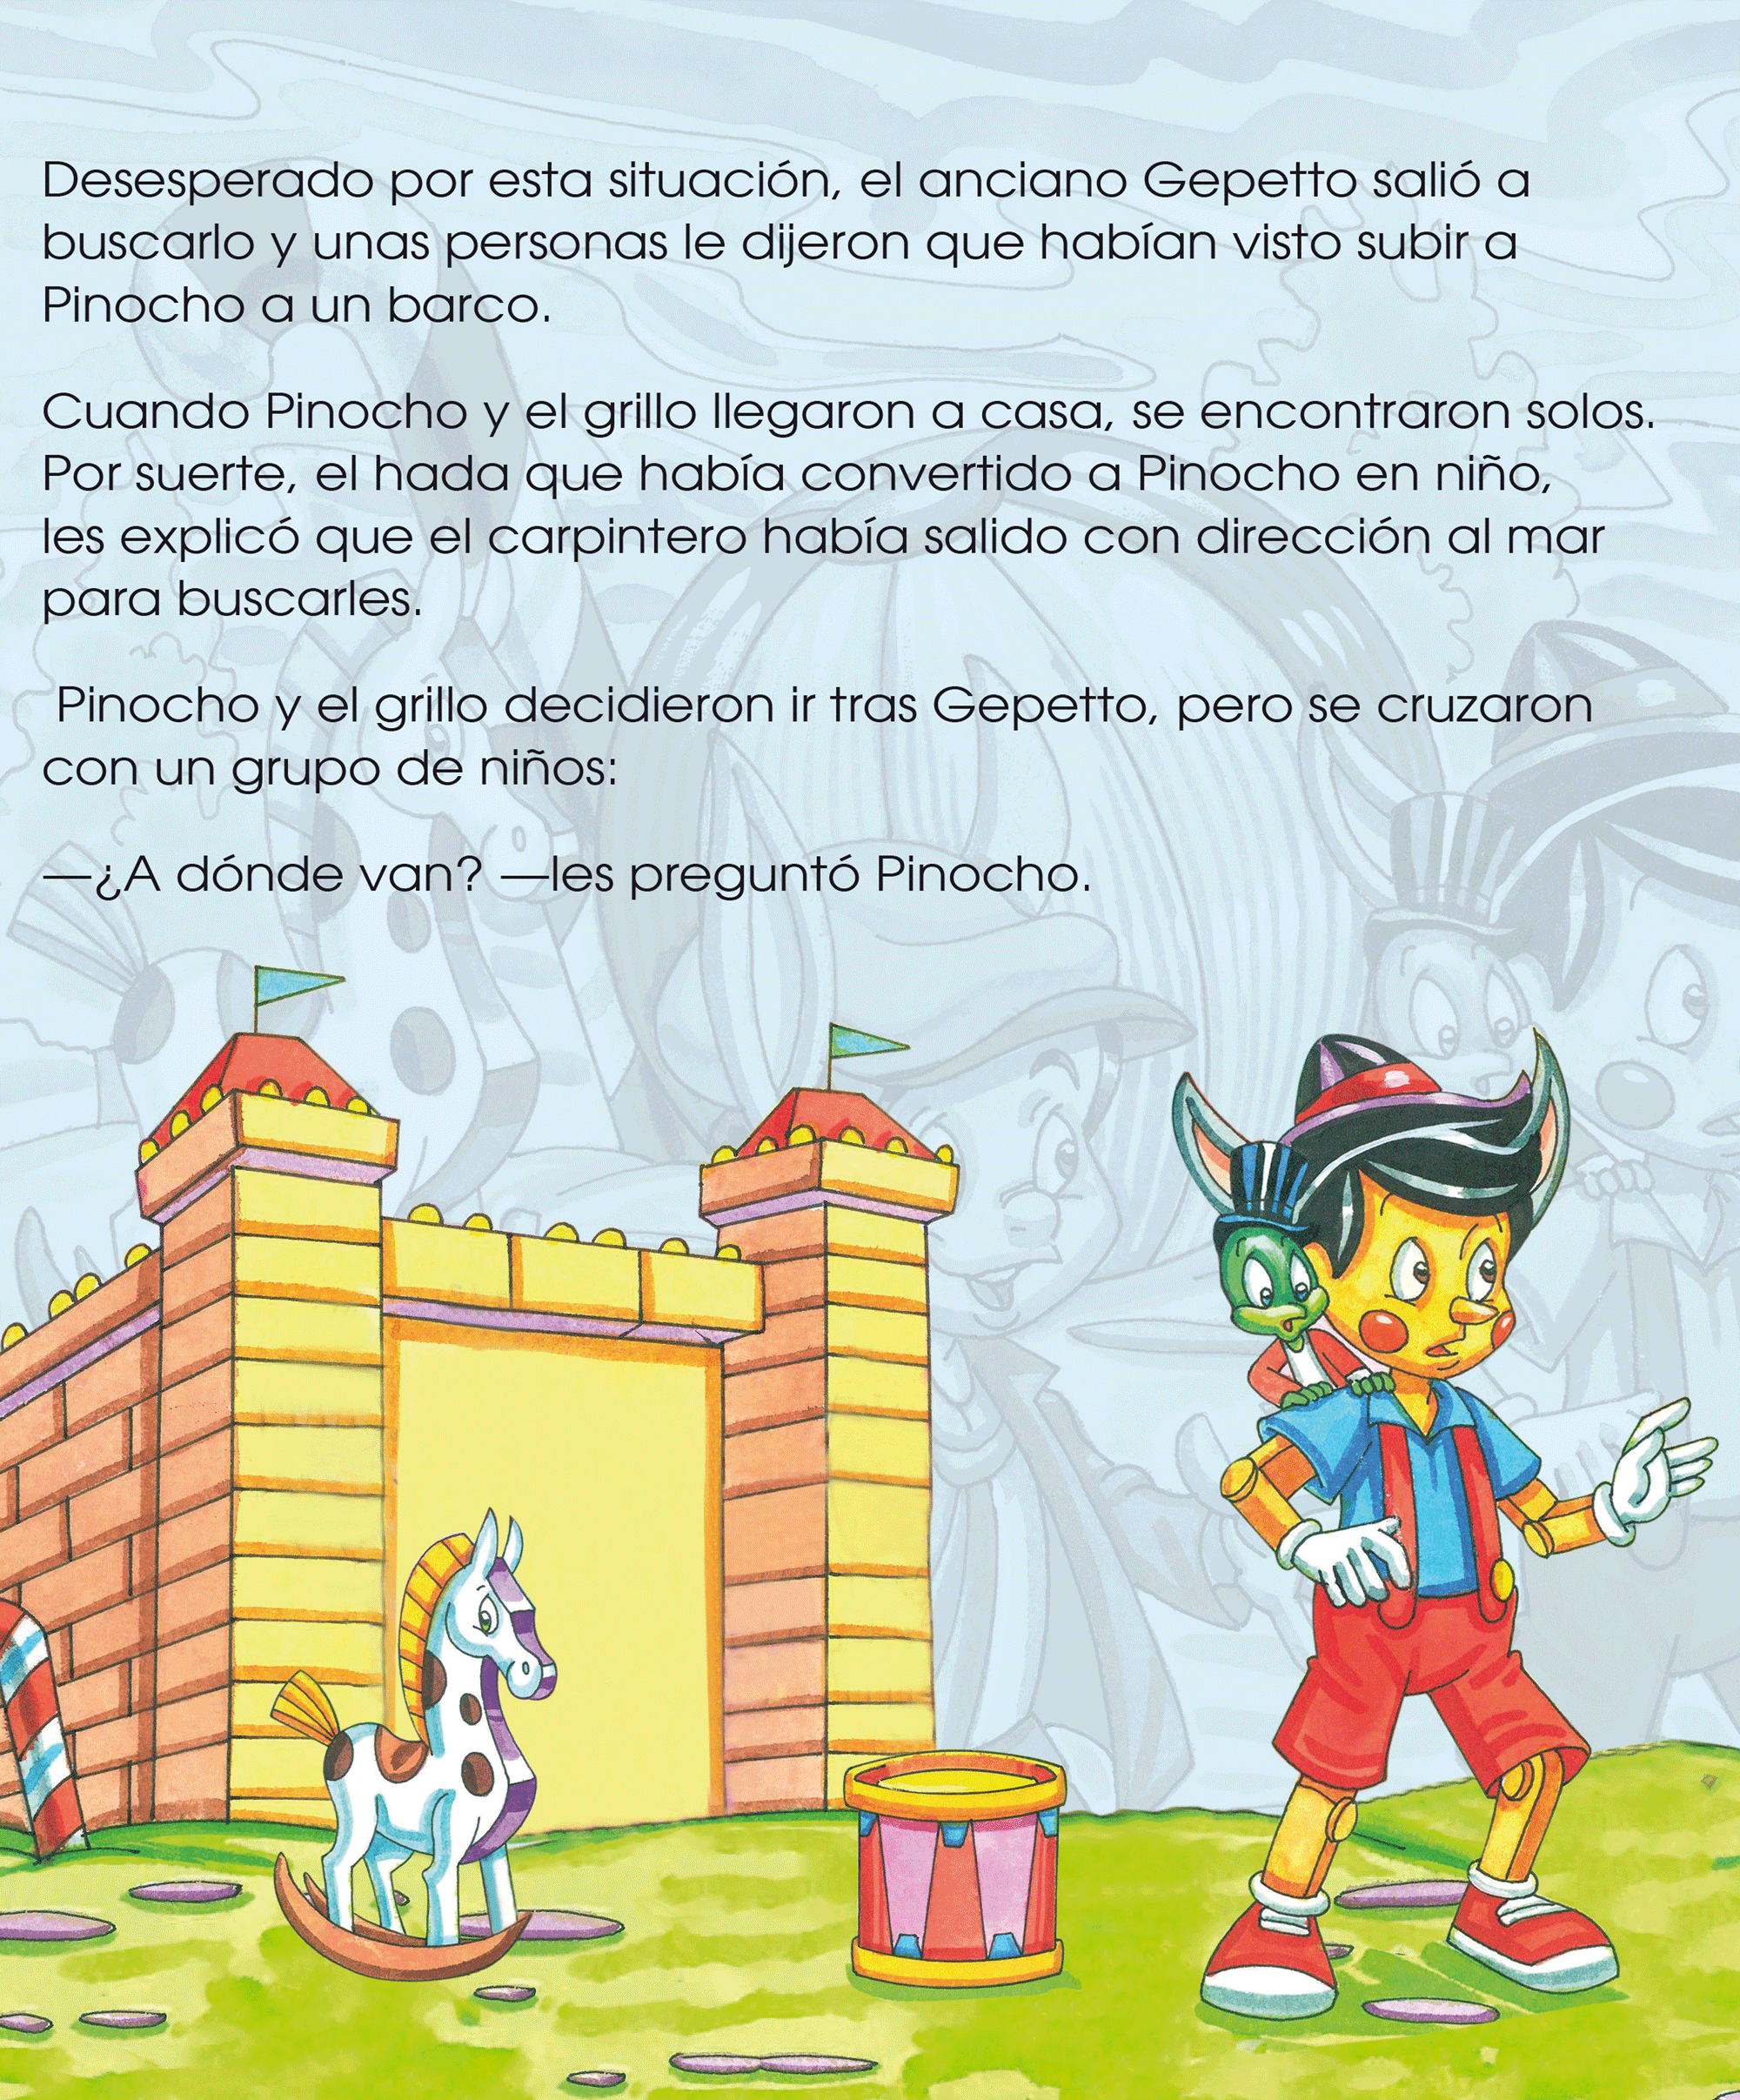 Desesperado por esta situación, el anciano Gepetto salió a
buscarlo y unas personas le dijeron que habían visto subir a
Pinocho a un barco.
Cuando Pinocho y el grillo llegaron a casa, se encontraron solos.
Por suerte, el hada que había convertido a Pinocho en niño,
les explicó que el carpintero había salido con dirección al mar
para buscarles.
Pinocho y el grillo decidieron ir tras Gepetto, pero se cruzaron
con un grupo de niños:
—¿A dónde van? —les preguntó Pinocho.